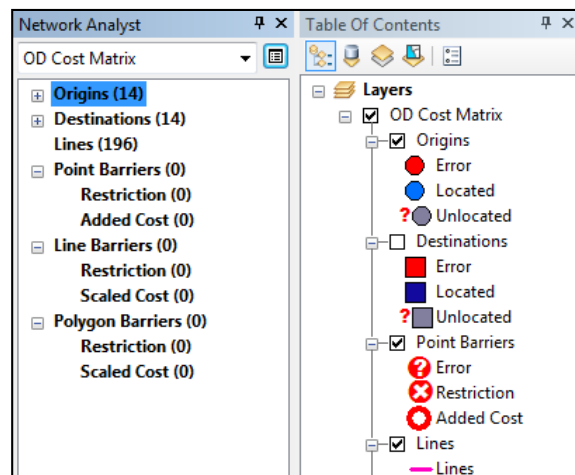 Network Analyst
OD Cost Matrix
Origins (14)
Destinations (14)
Lines (196)
Point Barriers (0)
Restriction (0)
Added Cost (0)
Line Barriers (0)
Restriction (0)
Scaled Cost (0)
Polygon Barriers (0)
Restriction (0)
Scaled Cost (0)
Table Of Contents
Layers
OD Cost Matrix
Origins
Error
Located
? Unlocated
Destinations
Error
Located
? Unlocated
Point Barriers
? Error
Restriction
Added Cost
Lines
Lines